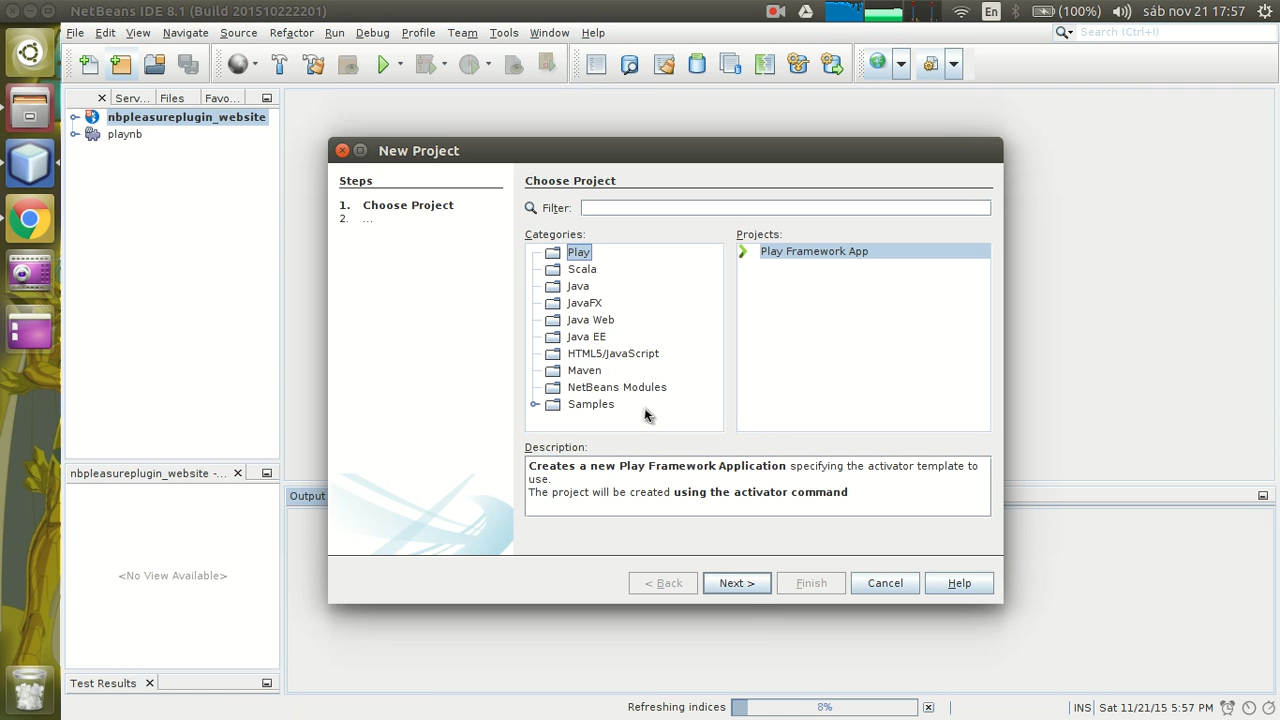 NetBeans IDE 8.1 (Build 201510222201)
En
(100%)
sáb nov 21 17:57
File Edit View Navigate Source Refactor Run Debug Profile Team Tools Window Help
Search (Ctrl+I)
Serv... Files Favo...
nbpleasureplugin_website
playnb
New Project
Steps
1. Choose Project
2. ...
Choose Project
Filter:
Categories:
Projects:
Play
Scala
Java
JavaFX
Java Web
Java EE
HTML5/JavaScript
Maven
NetBeans Modules
Samples
Play Framework App
Description:
Creates a new Play Framework Application specifying the activator template to
use.
The project will be created using the activator command
< Back
Next >
Finish
Cancel
Help
nbpleasureplugin_website -...
<No View Available>
Output
Test Results
Refreshing indices
8%
INS
Sat 11/21/15 5:57 PM